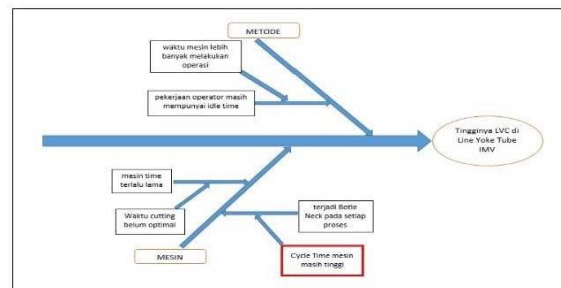 METODE
waktu mesin lebih
banyak melakukan
operasi
pekerjaan operator masih
mempunyai idle time
Tingginya LVC di
Line Yoke Tube
IMV
mesin time
terlalu lama
Waktu cutting
belum optimal
terjadi Botle
Neck pada setiap
proses
Cycle Time mesin
masih tinggi
MESIN